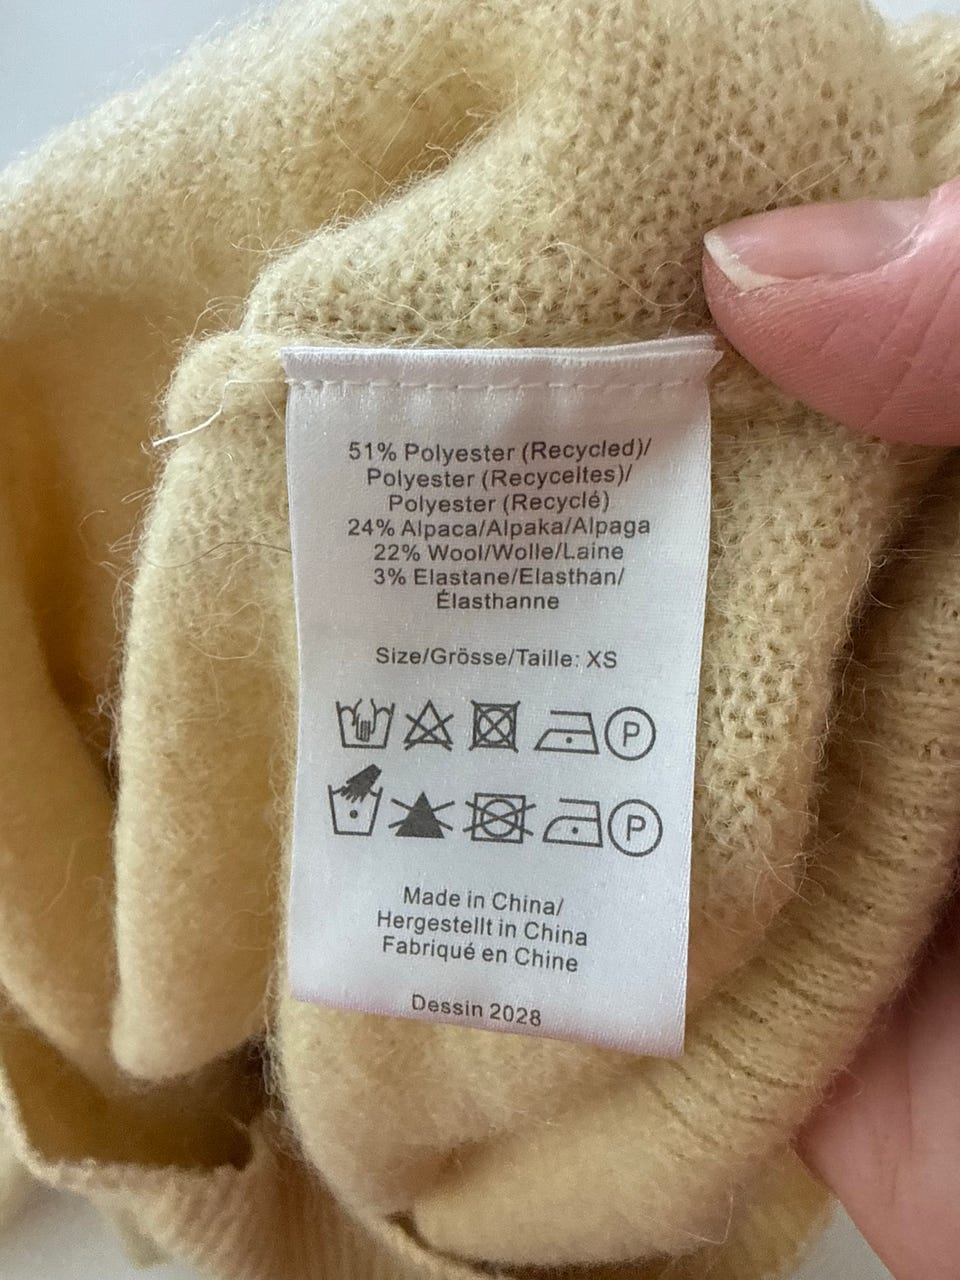 51% Polyester (Recycled)/
Polyester (Recyceltes)/
Polyester (Recyclé)
24% Alpaca/Alpaka/Alpaga
22% Wool/Wolle/Laine
3% Elastane/Elasthan/
Élasthanne
Size/Grösse/Taille: XS
P
P
Made in China/
Hergestellt in China
Fabriqué en Chine
Dessin 2028